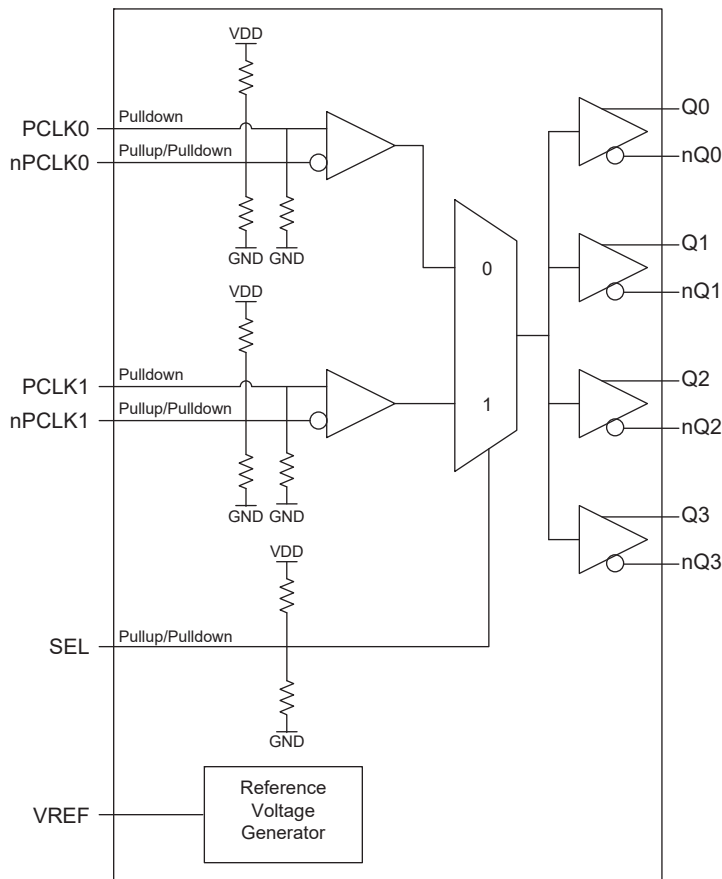 VDD
PCLK0
Pulldown
nPCLK0
Pullup/Pulldown
GND
GND
Q0
nQ0
Q1
nQ1
0
VDD
PCLK1
Pulldown
nPCLK1
Pullup/Pulldown
GND
GND
1
Q2
nQ2
Q3
nQ3
VDD
SEL
Pullup/Pulldown
GND
VREF
Reference
Voltage
Generator